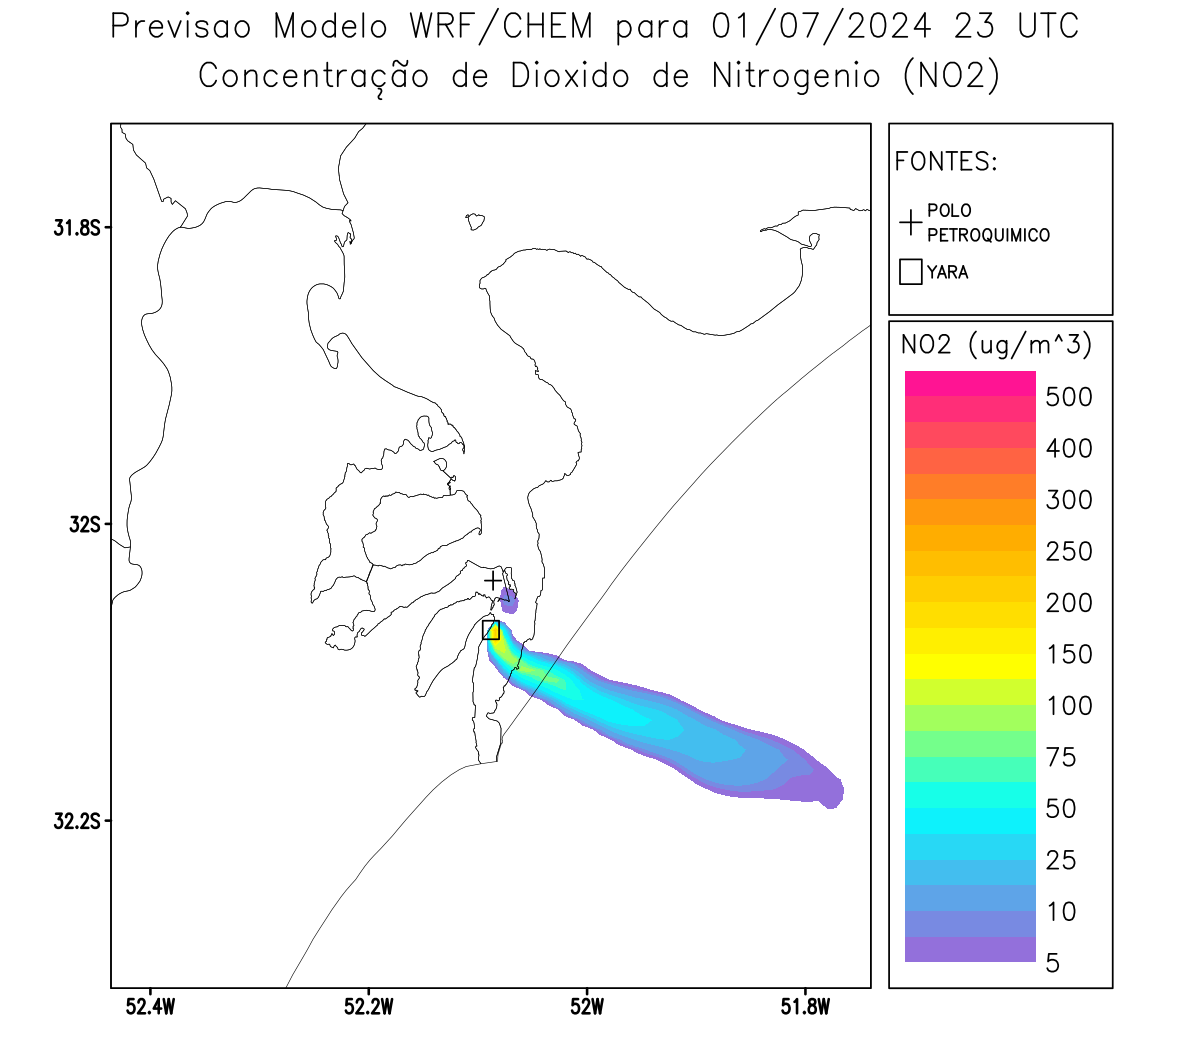 Previsao Modelo WRF/CHEM para 01/07/2024 23 UTC
Concentração de Dioxido de Nitrogenio (NO2)
FONTES:
POLO
PETROQUIMICO
YARA
NO2 (ug/m^3)
500
400
300
250
200
150
100
75
50
25
10
5
31.8S
32S
32.2S
52.4W
52.2W
52W
51.8W